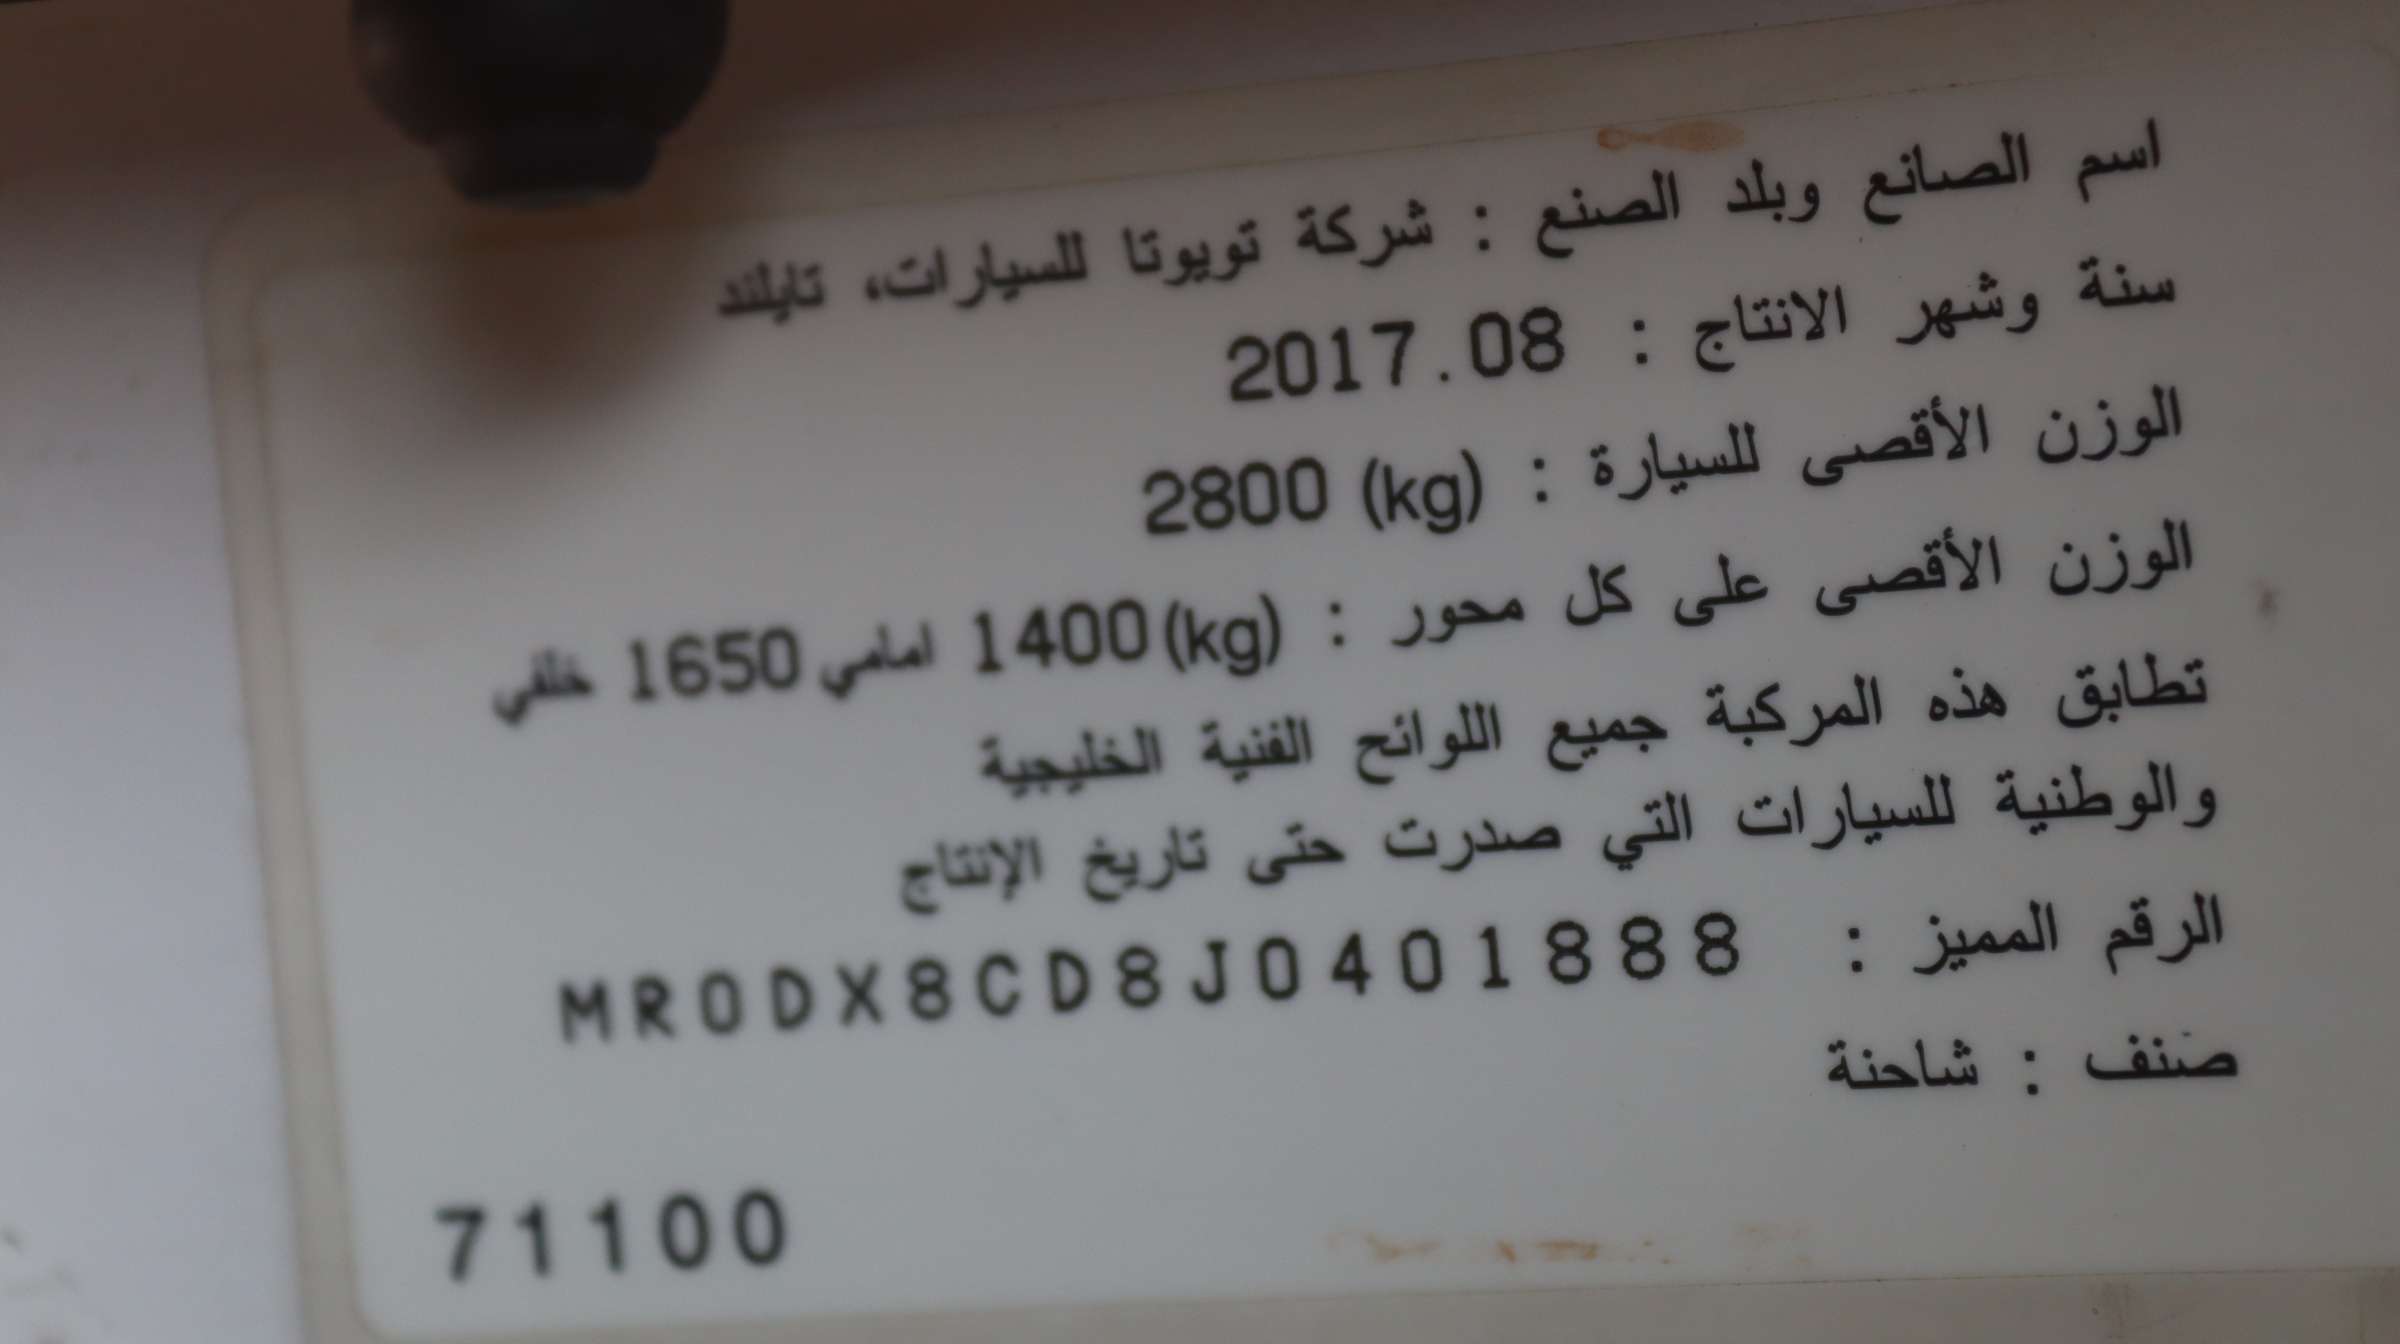 اسم الصانع وبلد الصنع : شركة تويوتا للسيارات، تايلند
سنة وشهر الانتاج : 2017.08
الوزن الأقصى للسيارة : (kg) 2800
الوزن الأقصى على كل محور : (kg) 1400 امامي 1650 خلفي
تطابق هذه المركبة جميع اللوائح الفنية الخليجية
والوطنية للسيارات التي صدرت حتى تاريخ الإنتاج
الرقم المميز : MR0DX8CD8J0401888
صنف : شاحنة
71100